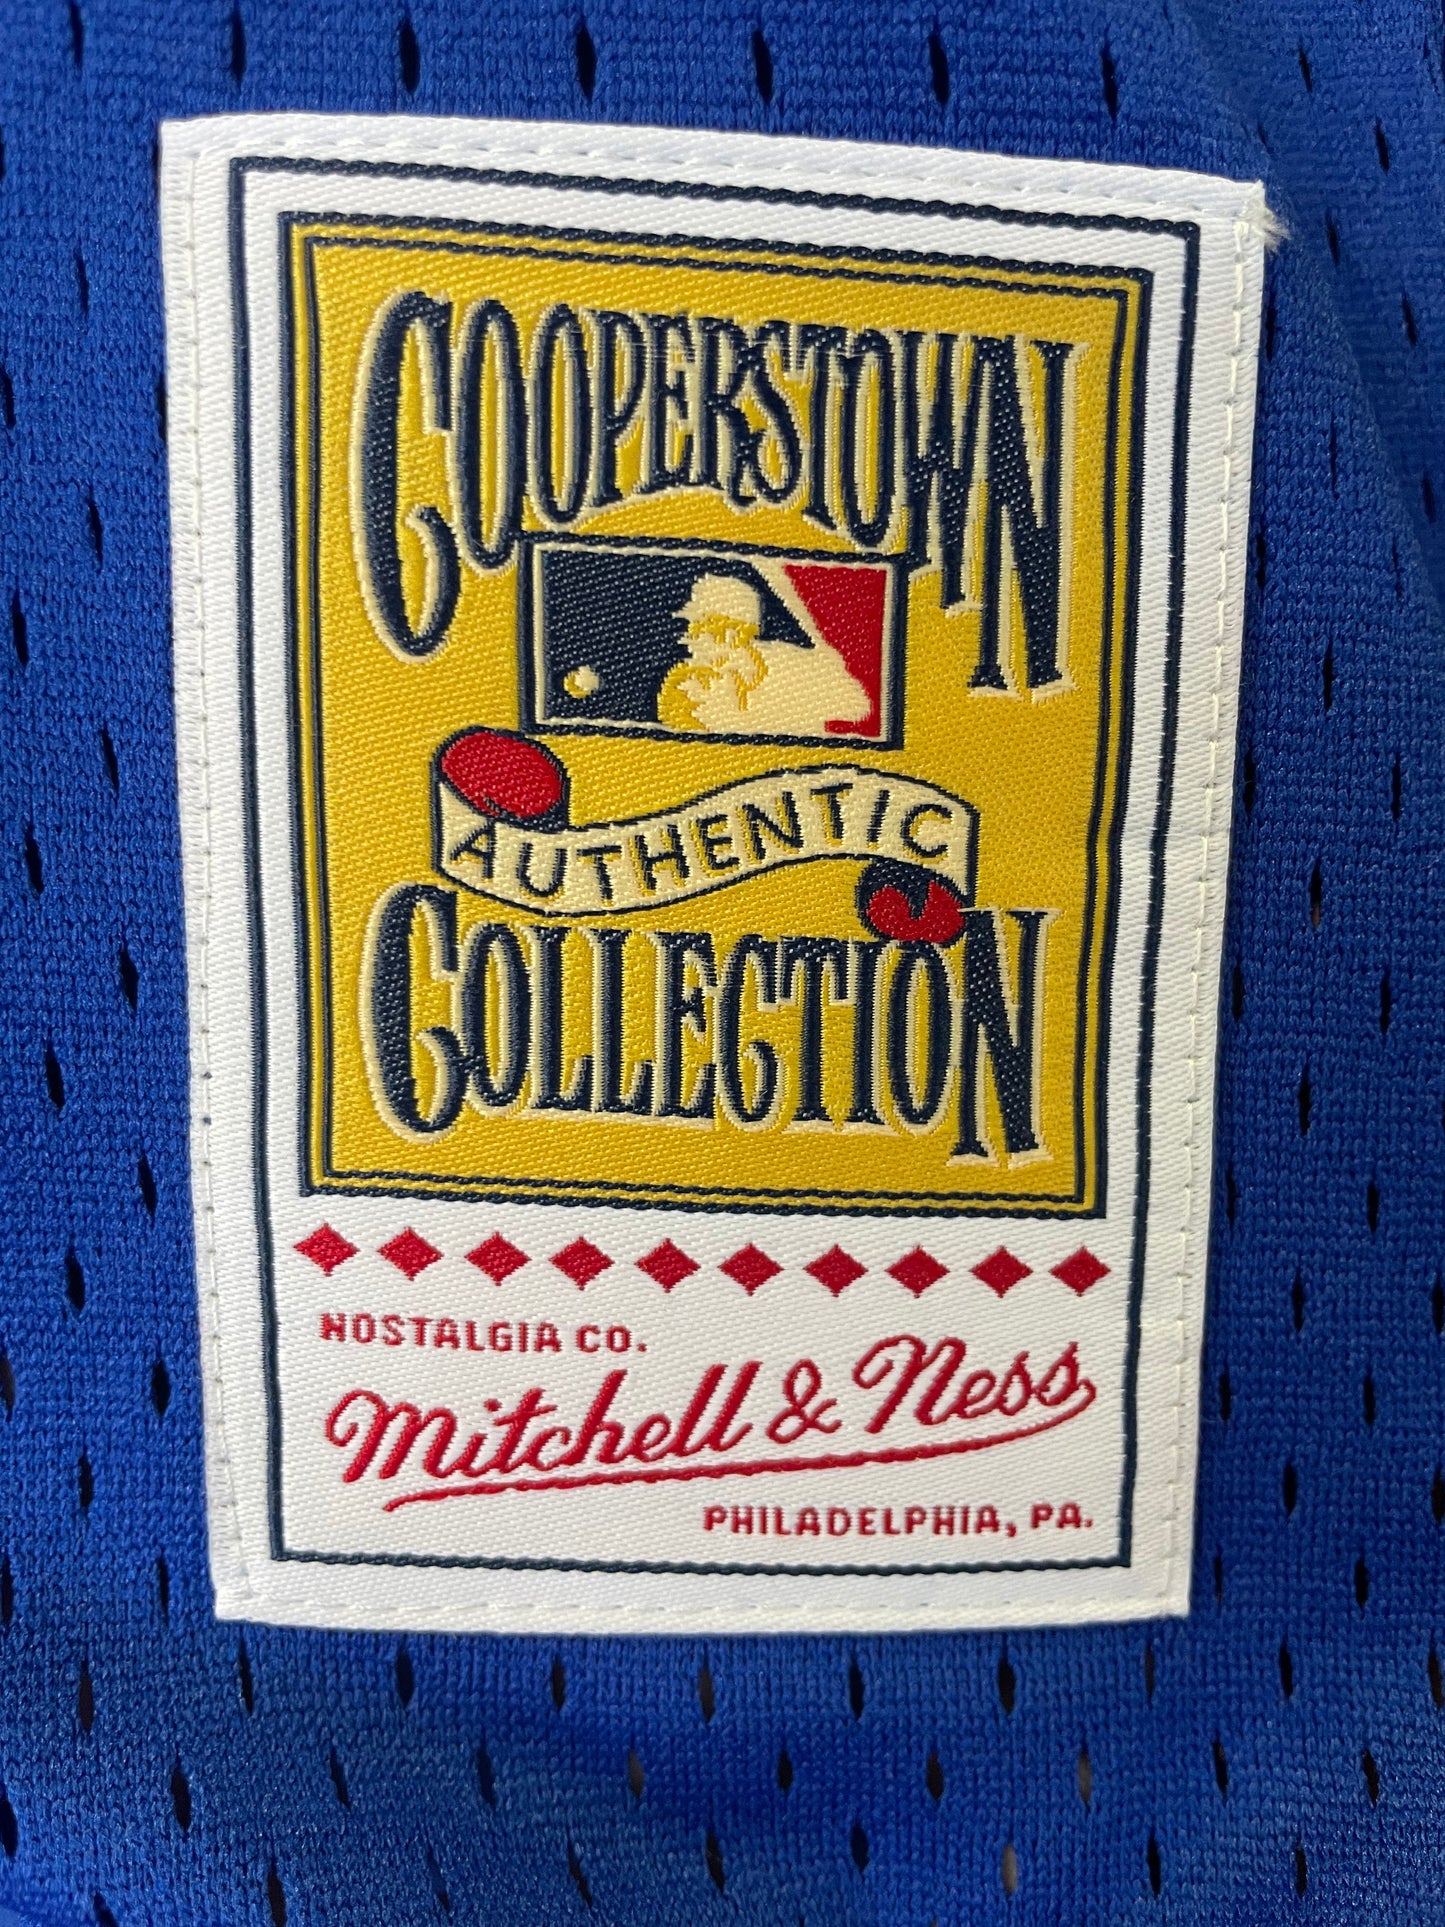 COOPERSTOWN
AUTHENTIC
COLLECTION
NOSTALGIA CO.
Mitchell & Ness
PHILADELPHIA, PA.